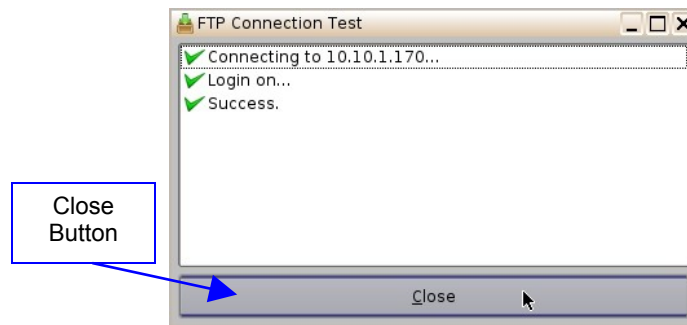 FTP Connection Test
Connecting to 10.10.1.170...
Login on...
Success.
Close
Button
Close